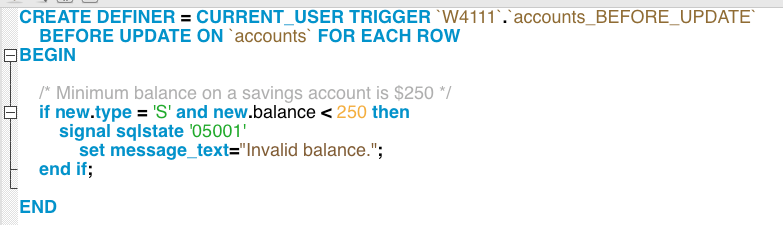 CREATE DEFINER = CURRENT_USER TRIGGER `W4111`.`accounts_BEFORE_UPDATE`
BEFORE UPDATE ON `accounts` FOR EACH ROW
BEGIN
/* Minimum balance on a savings account is $250 */
if new.type = 'S' and new.balance < 250 then
signal sqlstate '05001'
set message_text="Invalid balance.";
end if;
END